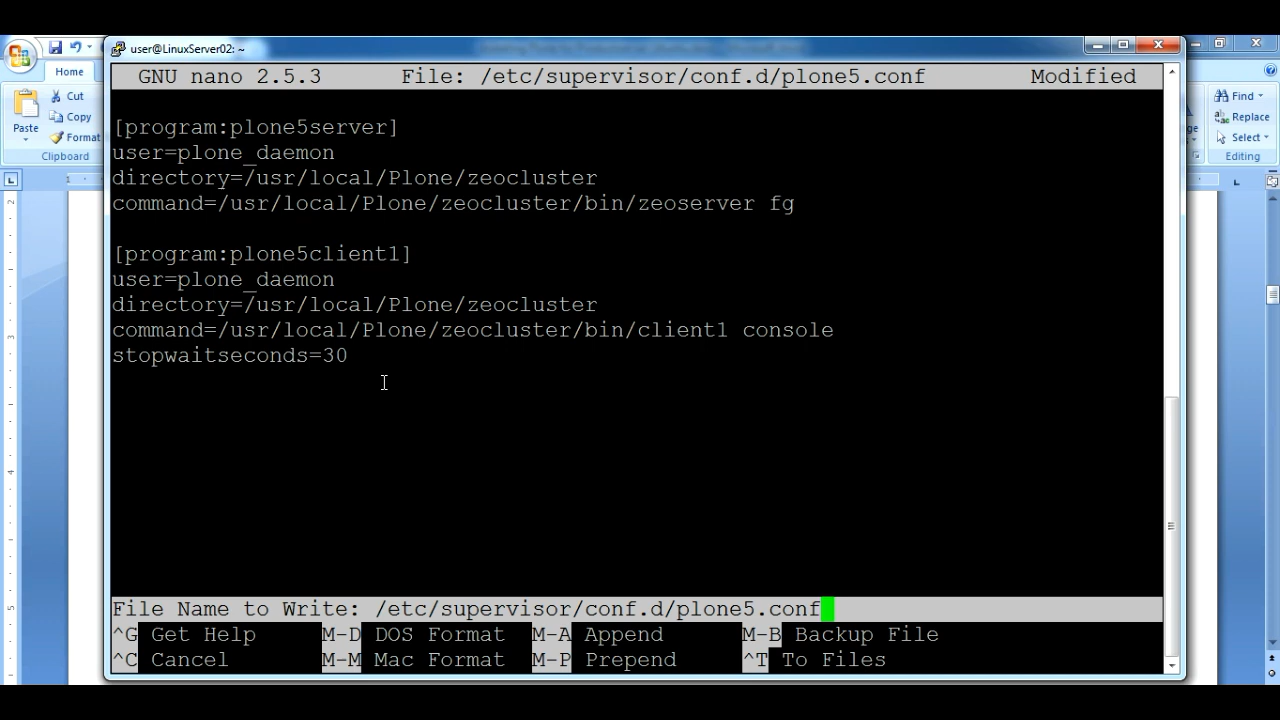 user@LinuxServer02: ~
Home
Cut
Copy
Format
Paste
Clipboard
Find
Replace
Select
Editing
GNU nano 2.5.3 File: /etc/supervisor/conf.d/plone5.conf Modified
[program:plone5server]
user=plone_daemon
directory=/usr/local/Plone/zeocluster
command=/usr/local/Plone/zeocluster/bin/zeoserver fg
[program:plone5client1]
user=plone_daemon
directory=/usr/local/Plone/zeocluster
command=/usr/local/Plone/zeocluster/bin/client1 console
stopwaitseconds=30
File Name to Write: /etc/supervisor/conf.d/plone5.conf
^G Get Help M-D DOS Format M-A Append M-B Backup File
^C Cancel M-M Mac Format M-P Prepend ^T To Files